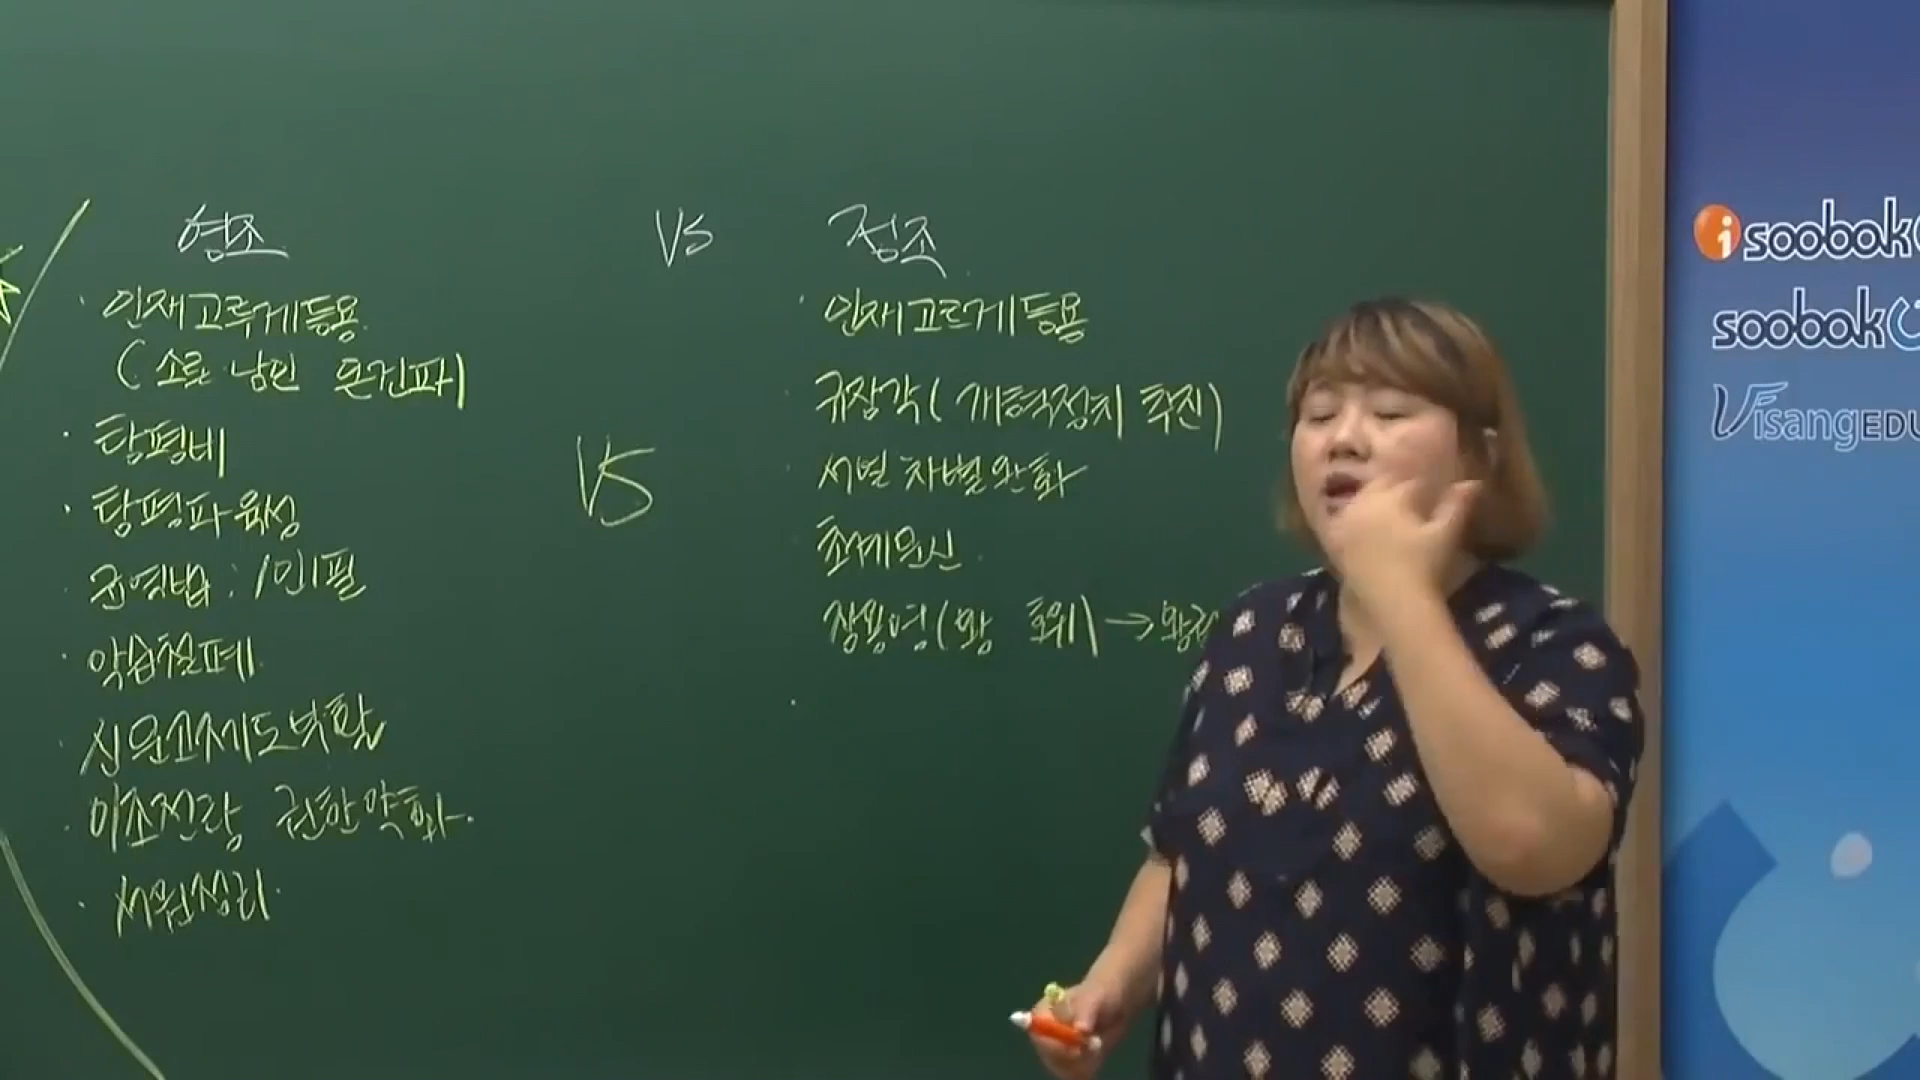 영조 vs 정조
· 인재고루게등용
(소론 남인 온건파)
· 탕평비
· 탕평파육성
균역법 : 1인1필
· 악습철폐
· 신문고제도부활
· 이조전랑 권한약화.
· 서원정리
VS
· 인재고르게등용
· 규장각(개혁정치 추진)
· 서얼차별완화
· 초계문신
장용영(왕 호위) → 왕권
isoobok
soobok
VisangEDU